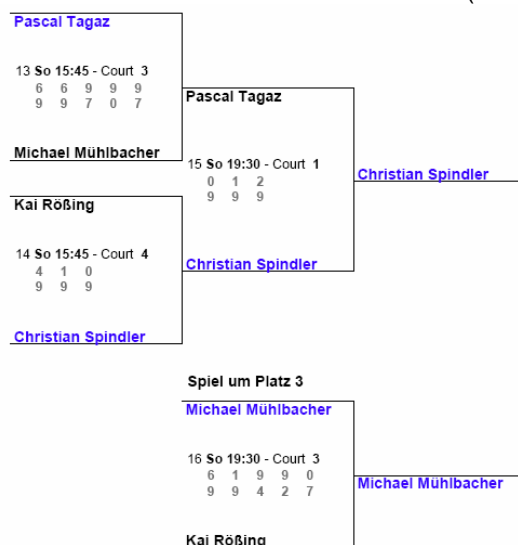 (
Pascal Tagaz
13 So 15:45 - Court 3
6 6 9 9 9
9 9 7 0 7
Michael Mühlbacher
Pascal Tagaz
15 So 19:30 - Court 1
0 1 2
9 9 9
Christian Spindler
Kai Rößing
14 So 15:45 - Court 4
4 1 0
9 9 9
Christian Spindler
Christian Spindler
Spiel um Platz 3
Michael Mühlbacher
16 So 19:30 - Court 3
6 1 9 9 0
9 9 4 2 7
Michael Mühlbacher
Kai Rößing